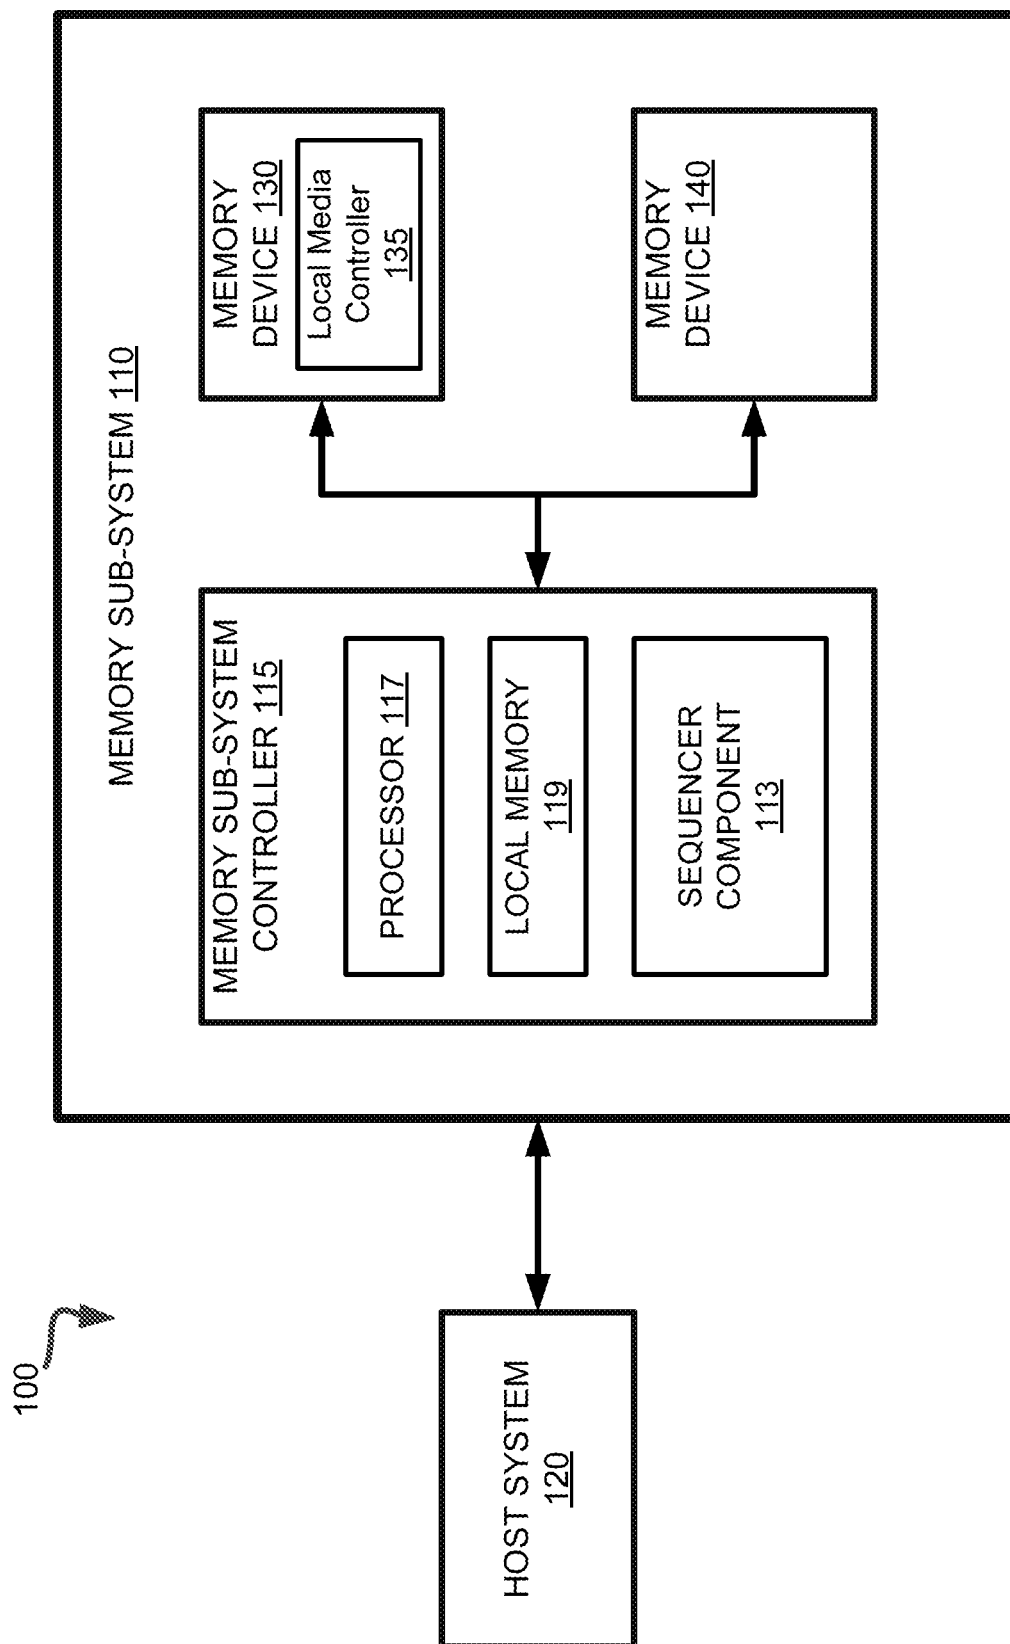 100
HOST SYSTEM
120
MEMORY SUB-SYSTEM 110
MEMORY SUB-SYSTEM
CONTROLLER 115
PROCESSOR 117
LOCAL MEMORY
119
SEQUENCER
COMPONENT
113
MEMORY
DEVICE 130
Local Media
Controller
135
MEMORY
DEVICE 140